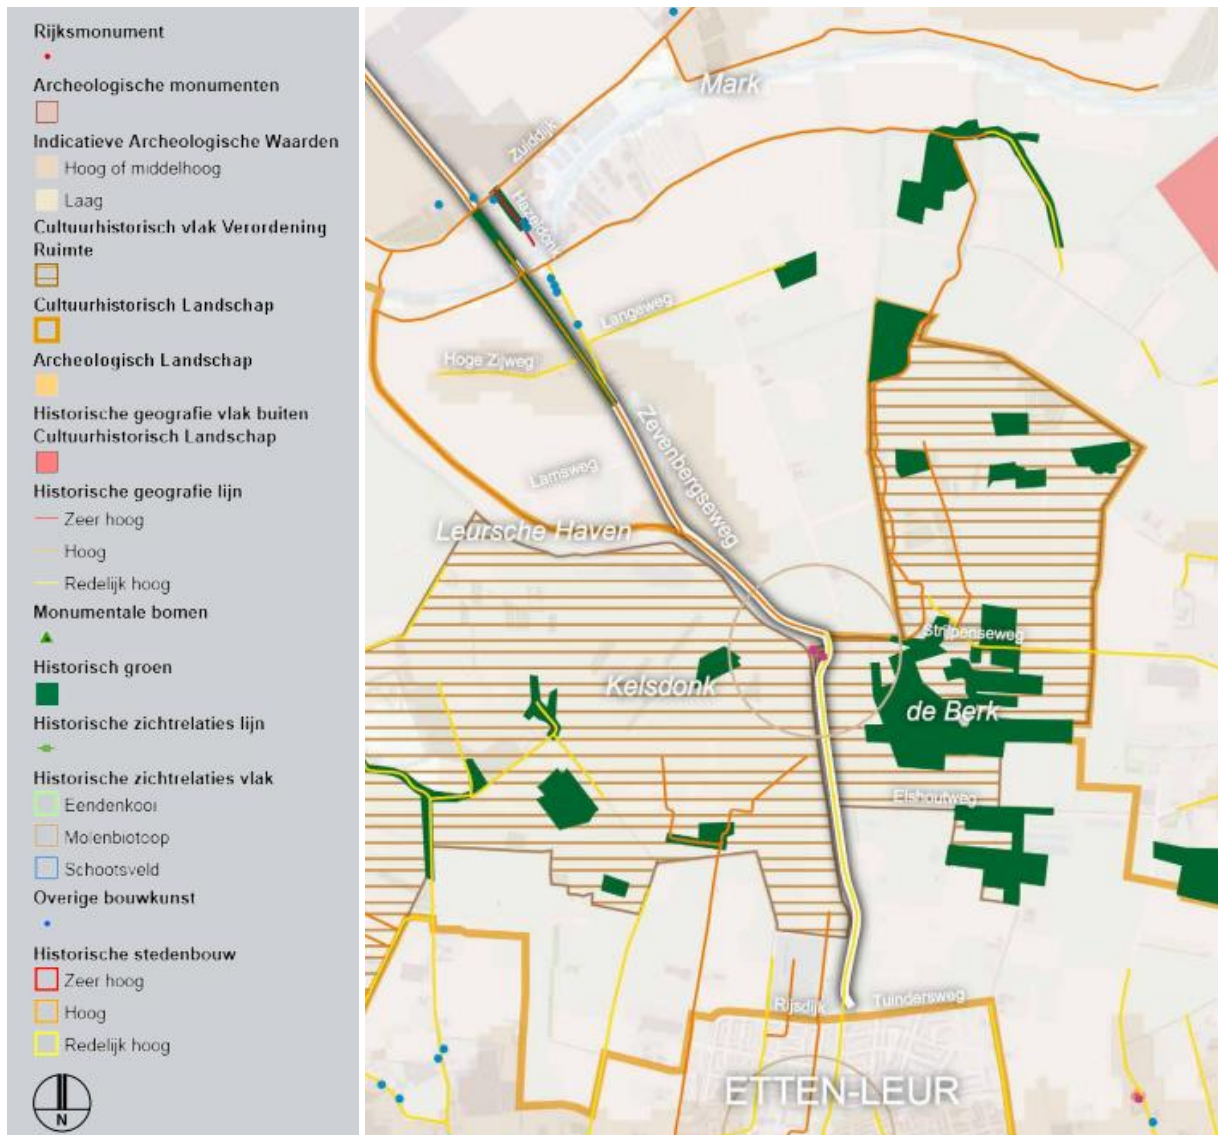 Rijksmonument
Archeologische monumenten
Indicatieve Archeologische Waarden
Hoog of middelhoog
Laag
Cultuurhistorisch vlak Verordening
Ruimte
Cultuurhistorisch Landschap
Archeologisch Landschap
Historische geografie vlak buiten
Cultuurhistorisch Landschap
Historische geografie lijn
Zeer hoog
Hoog
Redelijk hoog
Monumentale bomen
Historisch groen
Historische zichtrelaties lijn
Historische zichtrelaties vlak
Eendenkooi
Molenbiotoop
Schootsveld
Overige bouwkunst
Historische stedenbouw
Zeer hoog
Hoog
Redelijk hoog
N
Mark
Zuiddijk
Hazeldonk
Langeweg
Hoge Zijweg
Zevenbergseweg
Lamsweg
Leursche Haven
Strijpenseweg
Kelsdonk
de Berk
Elshoutweg
Rijsdijk
Tuindersweg
ETTEN-LEUR